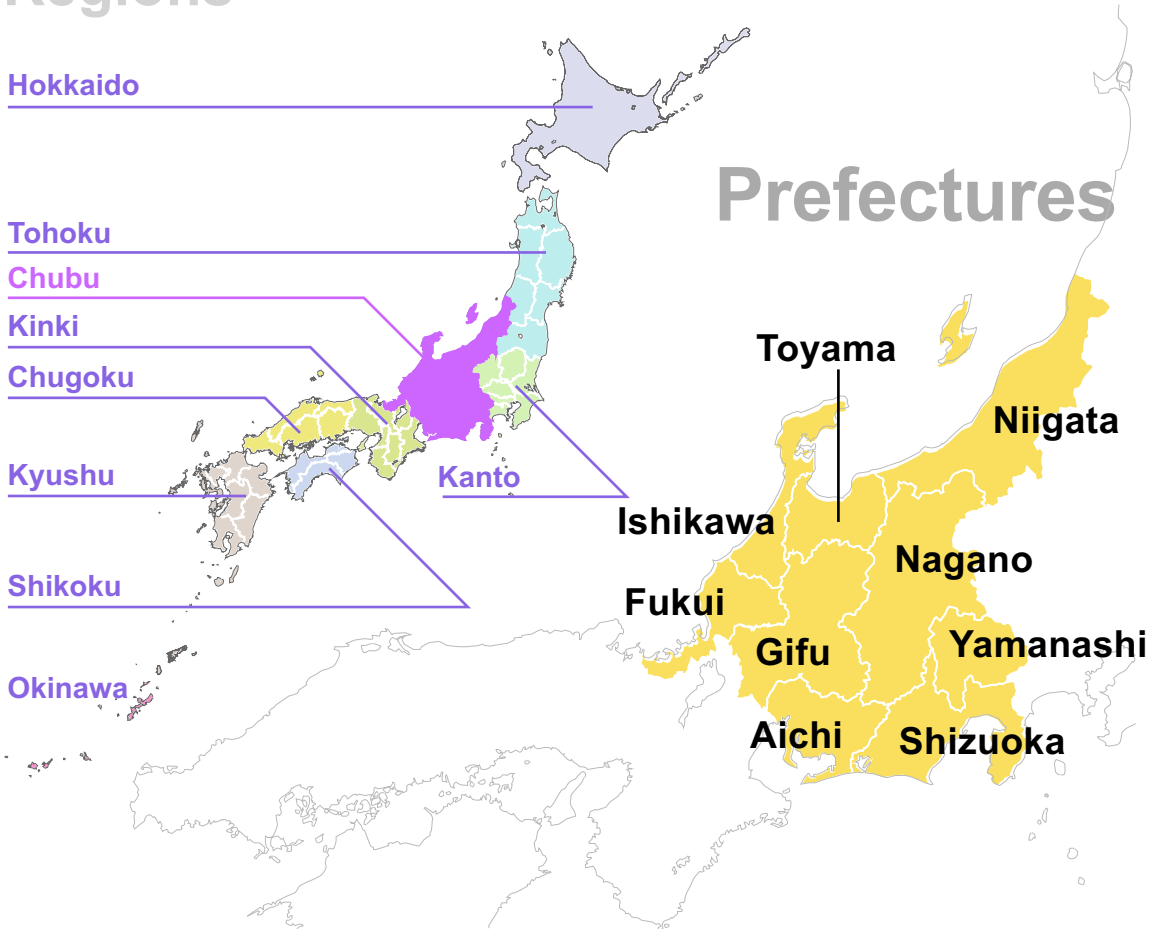 Regions
Hokkaido
Prefectures
Tohoku
Chubu
Kinki
Chugoku
Kyushu
Kanto
Shikoku
Okinawa
Toyama
Niigata
Ishikawa
Nagano
Fukui
Gifu
Yamanashi
Aichi
Shizuoka